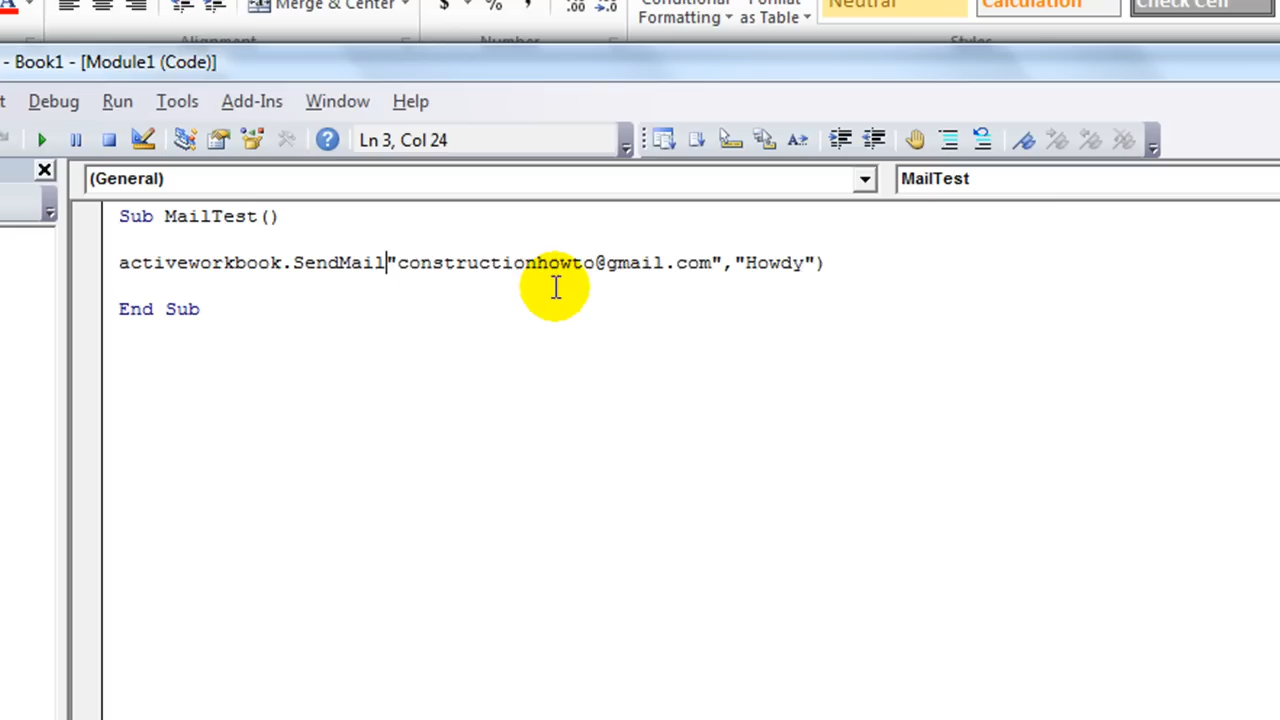 Merge & Center
$ % ,
Conditional
Formatting
Format
as Table
Neutral
Calculation
Check Cell
Alignment
Number
Styles
- Book1 - [Module1 (Code)]
t Debug Run Tools Add-Ins Window Help
Ln 3, Col 24
(General)
MailTest
Sub MailTest()
activeworkbook.SendMail"constructionhowto@gmail.com","Howdy")
End Sub